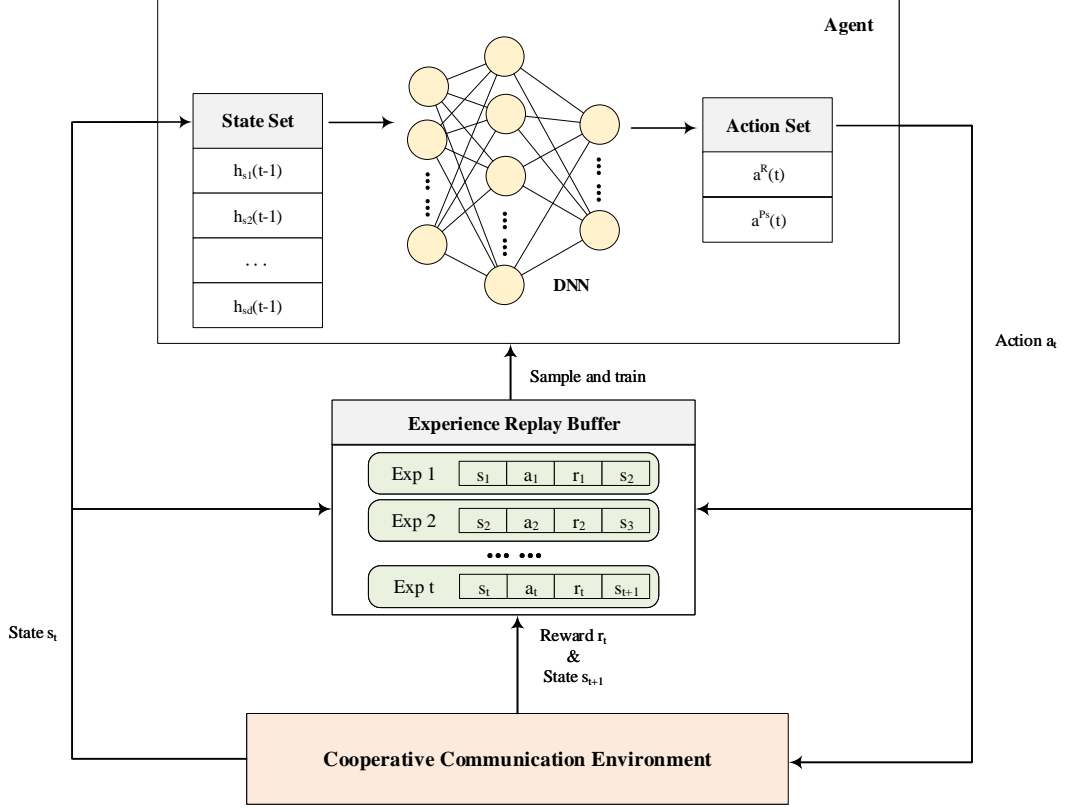 Agent
State Set
h_s1(t-1)
h_s2(t-1)
...
h_sd(t-1)
DNN
Action Set
a^R(t)
a^Ps(t)
Action a_t
Sample and train
Experience Replay Buffer
Exp 1 s_1 a_1 r_1 s_2
Exp 2 s_2 a_2 r_2 s_3
... ...
Exp t s_t a_t r_t s_t+1
State s_t
Reward r_t
&
State s_t+1
Cooperative Communication Environment